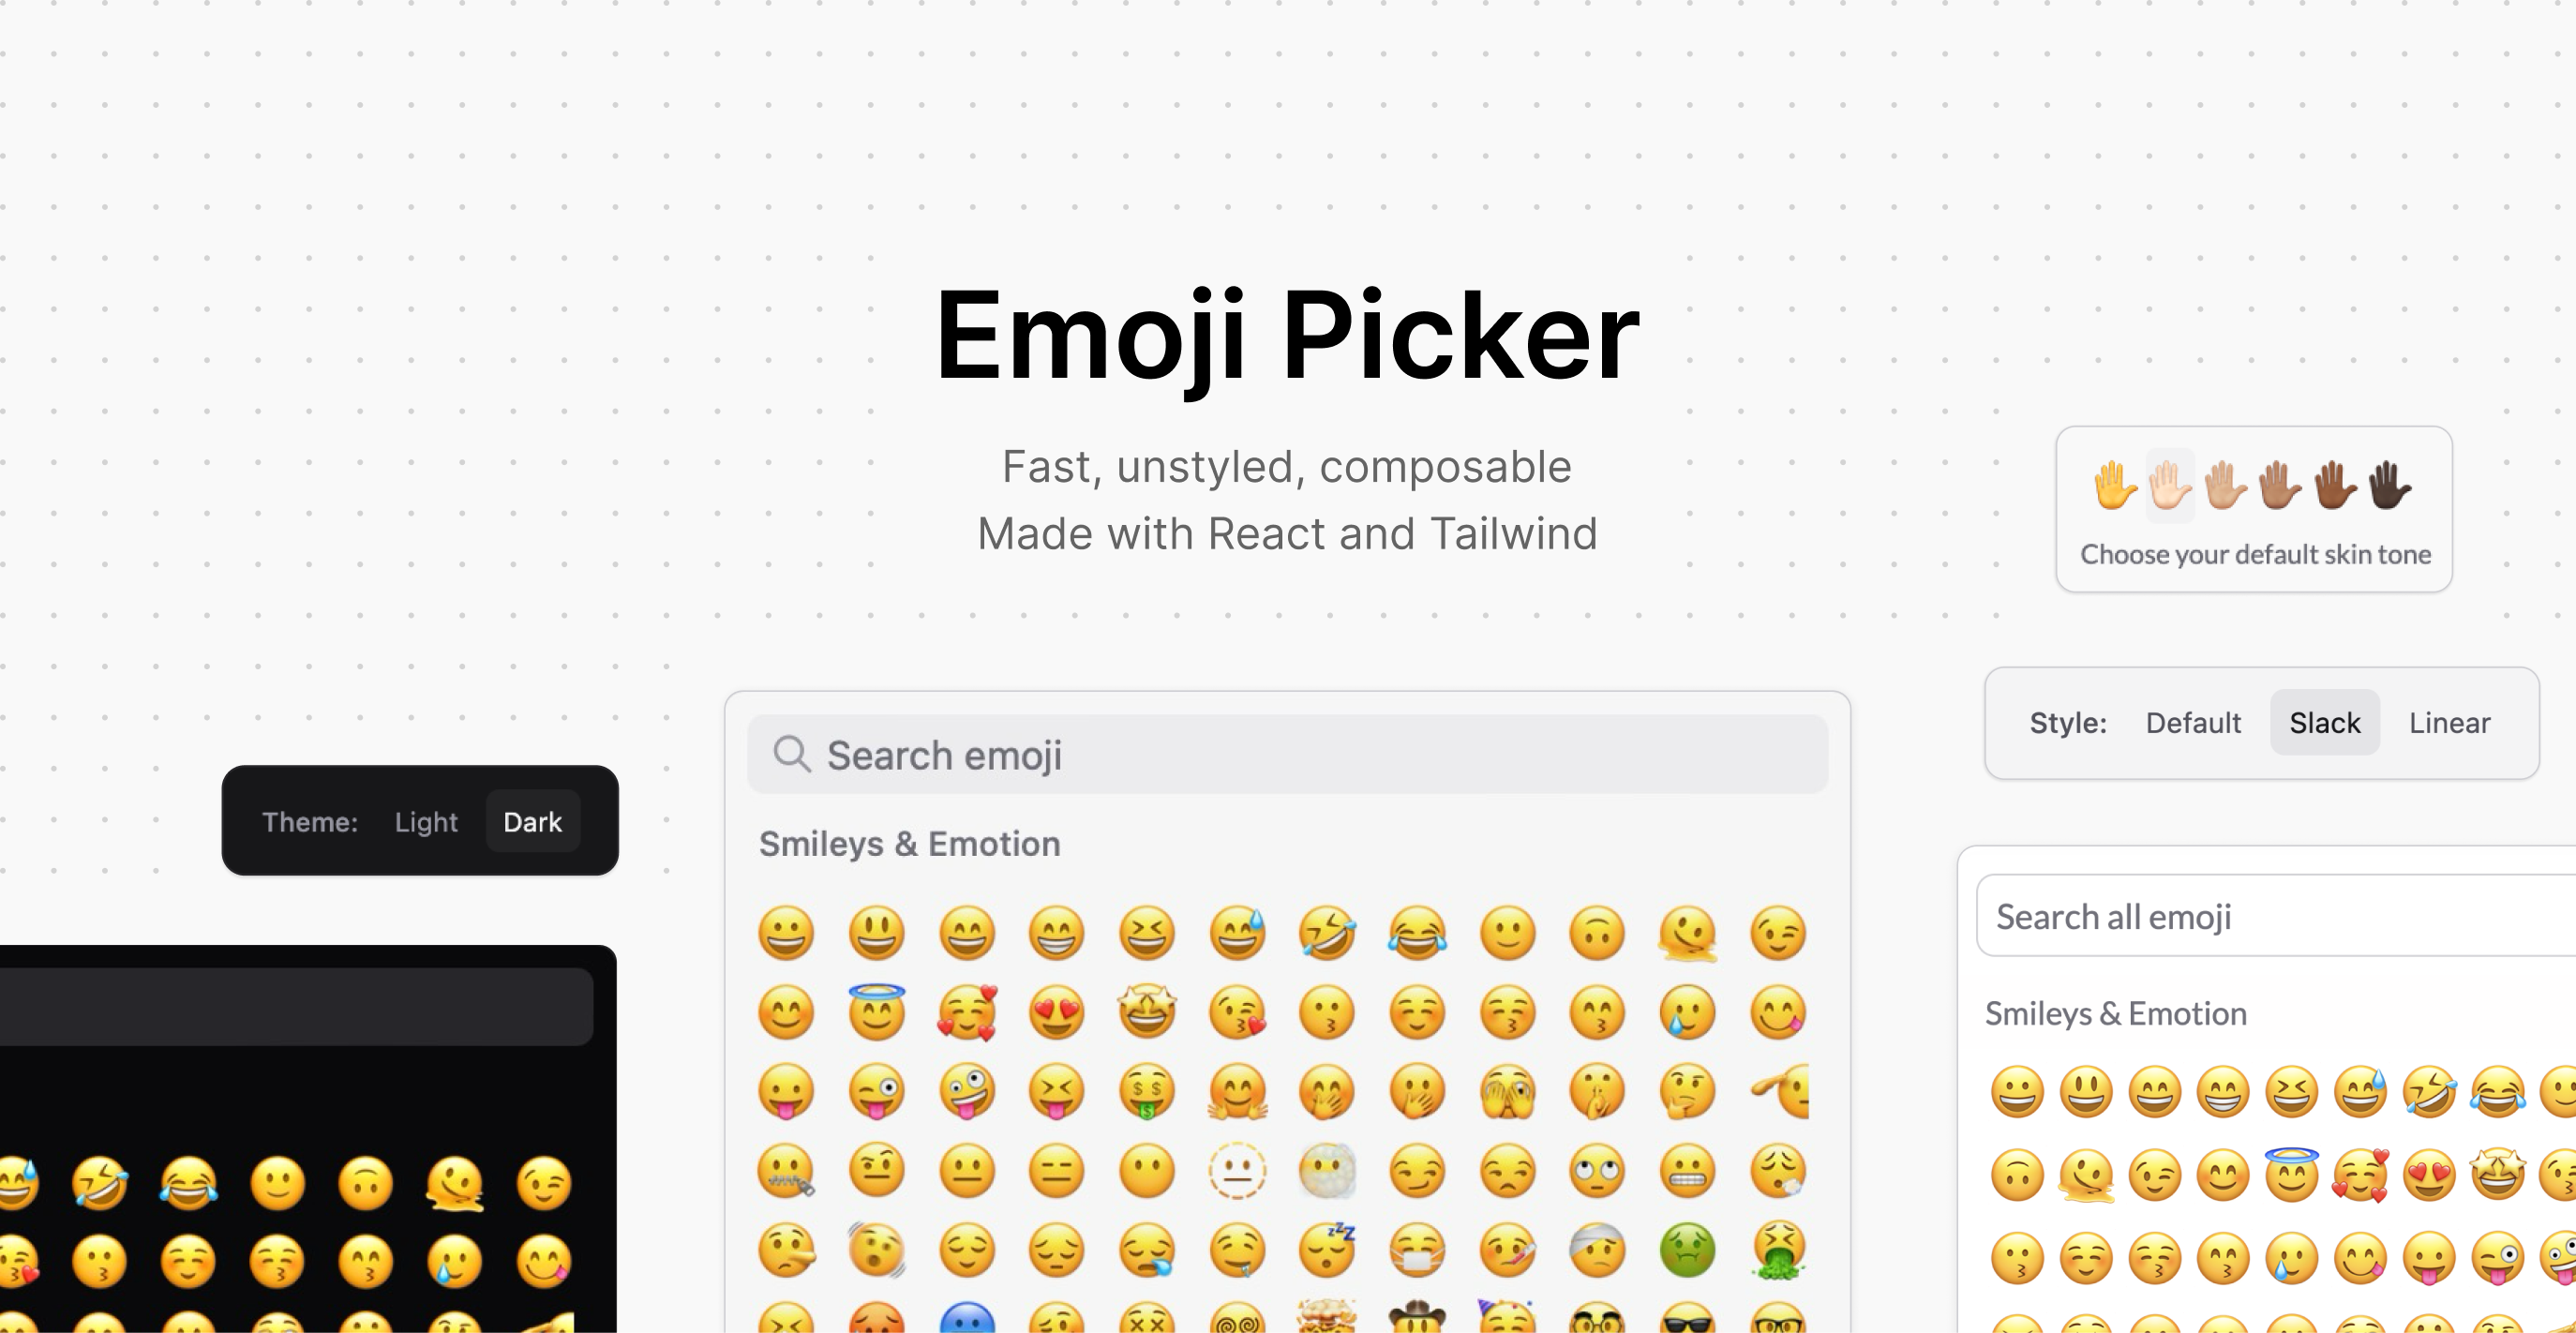 Emoji Picker
Fast, unstyled, composable
Made with React and Tailwind
Choose your default skin tone
Style: Default Slack Linear
Theme: Light Dark
Search emoji
Smileys & Emotion
Search all emoji
Smileys & Emotion